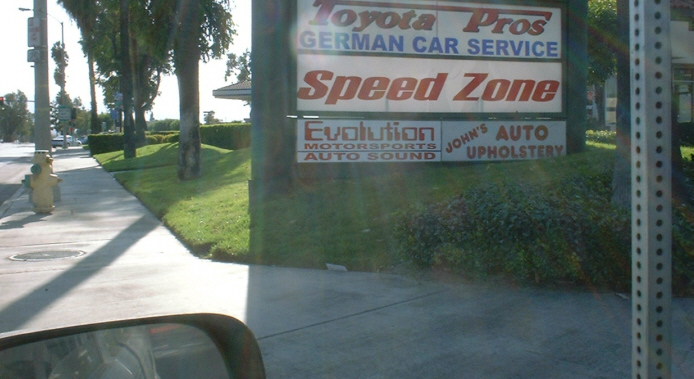 Toyota Pros
GERMAN CAR SERVICE
Speed Zone
Evolution
MOTORSPORTS
AUTO SOUND
JOHN'S AUTO
UPHOLSTERY